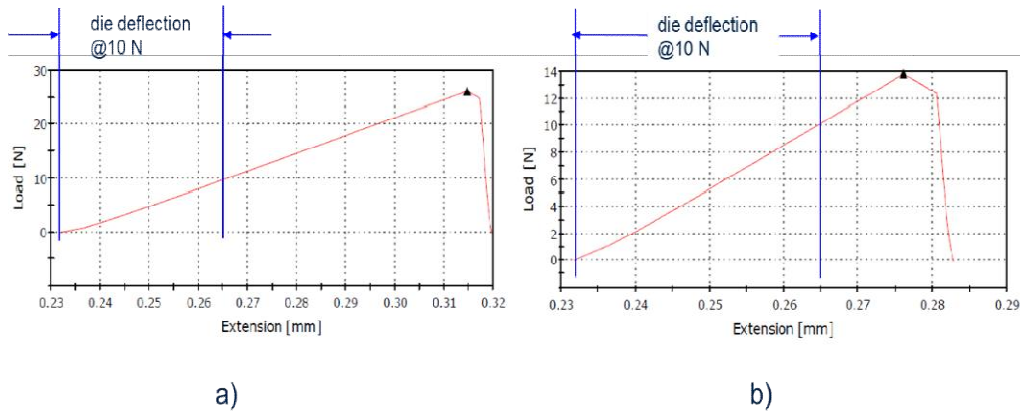 die deflection
@10 N
30
20
10
0
Load [N]
0.23 0.24 0.25 0.26 0.27 0.28 0.29 0.30 0.31 0.32
Extension [mm]
a)
die deflection
@10 N
14
12
10
8
6
4
2
0
Load [N]
0.23 0.24 0.25 0.26 0.27 0.28 0.29
Extension [mm]
b)